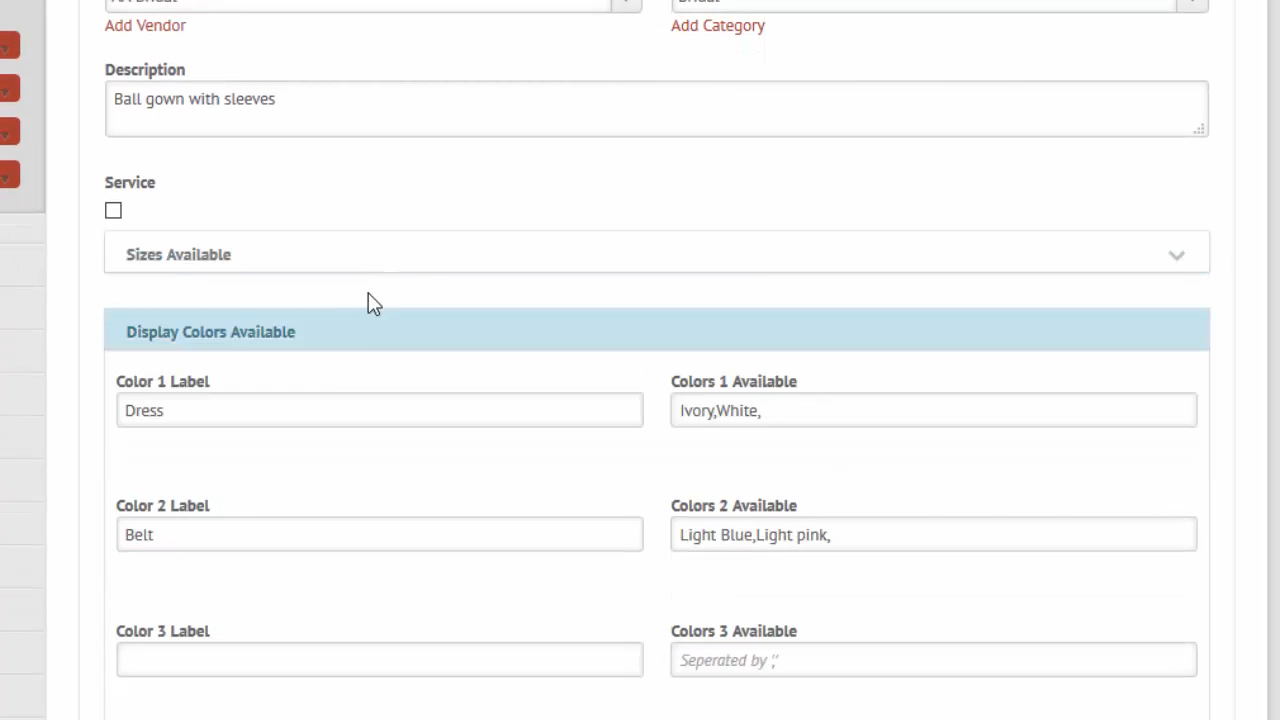 Add Vendor Add Category
Description
Ball gown with sleeves
Service
Sizes Available
Display Colors Available
Color 1 Label Colors 1 Available
Dress Ivory,White,
Color 2 Label Colors 2 Available
Belt Light Blue,Light pink,
Color 3 Label Colors 3 Available
Seperated by ','